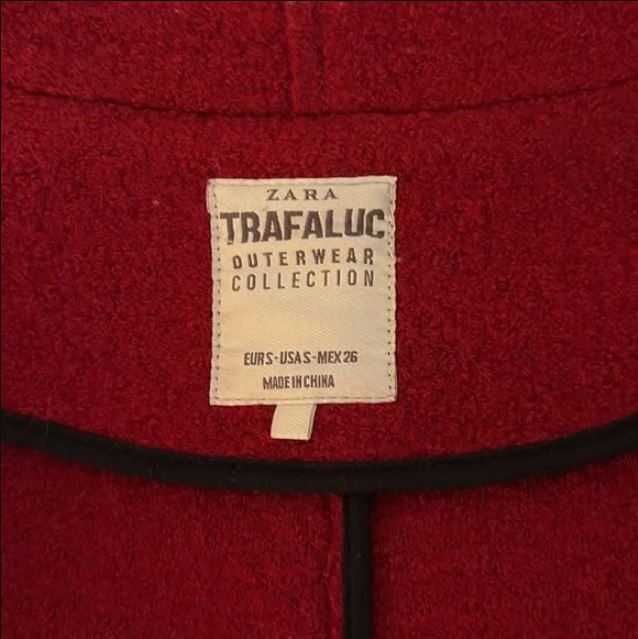 ZARA
TRAFALUC
OUTERWEAR
COLLECTION
EUR S - USA S - MEX 26
MADE IN CHINA